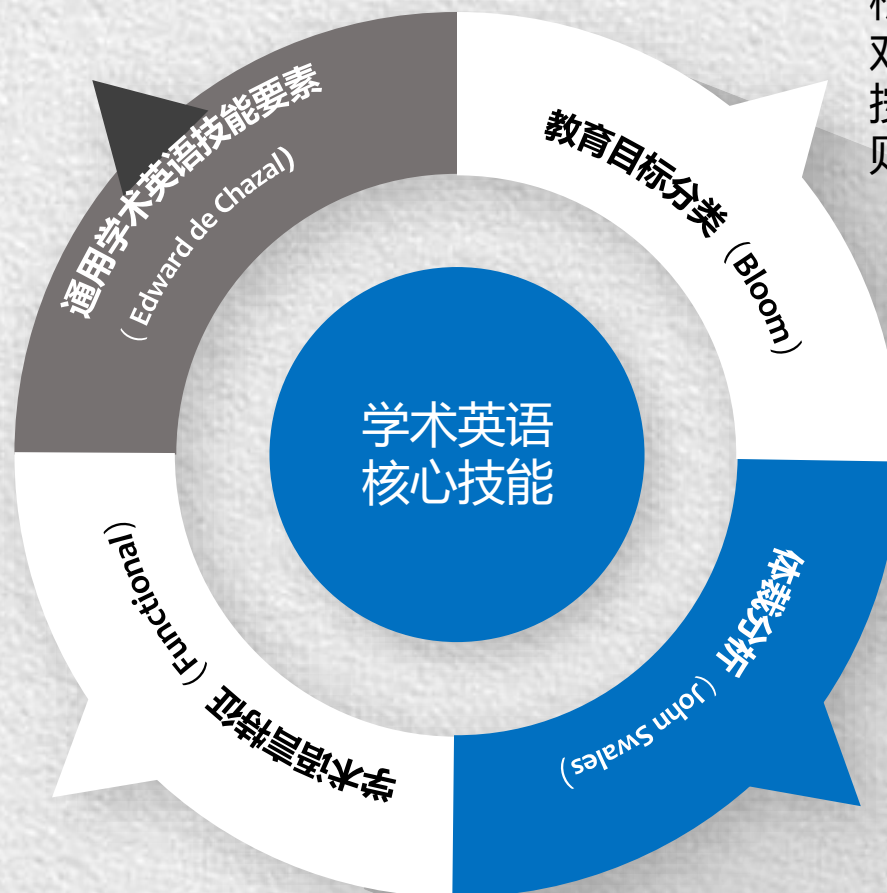 通用学术英语技能要素
( Edward de Chazal)
教育目标分类（Bloom）
学术英语
核心技能
体裁分析（John Swales）
学术语言特征（Functional）
对
按